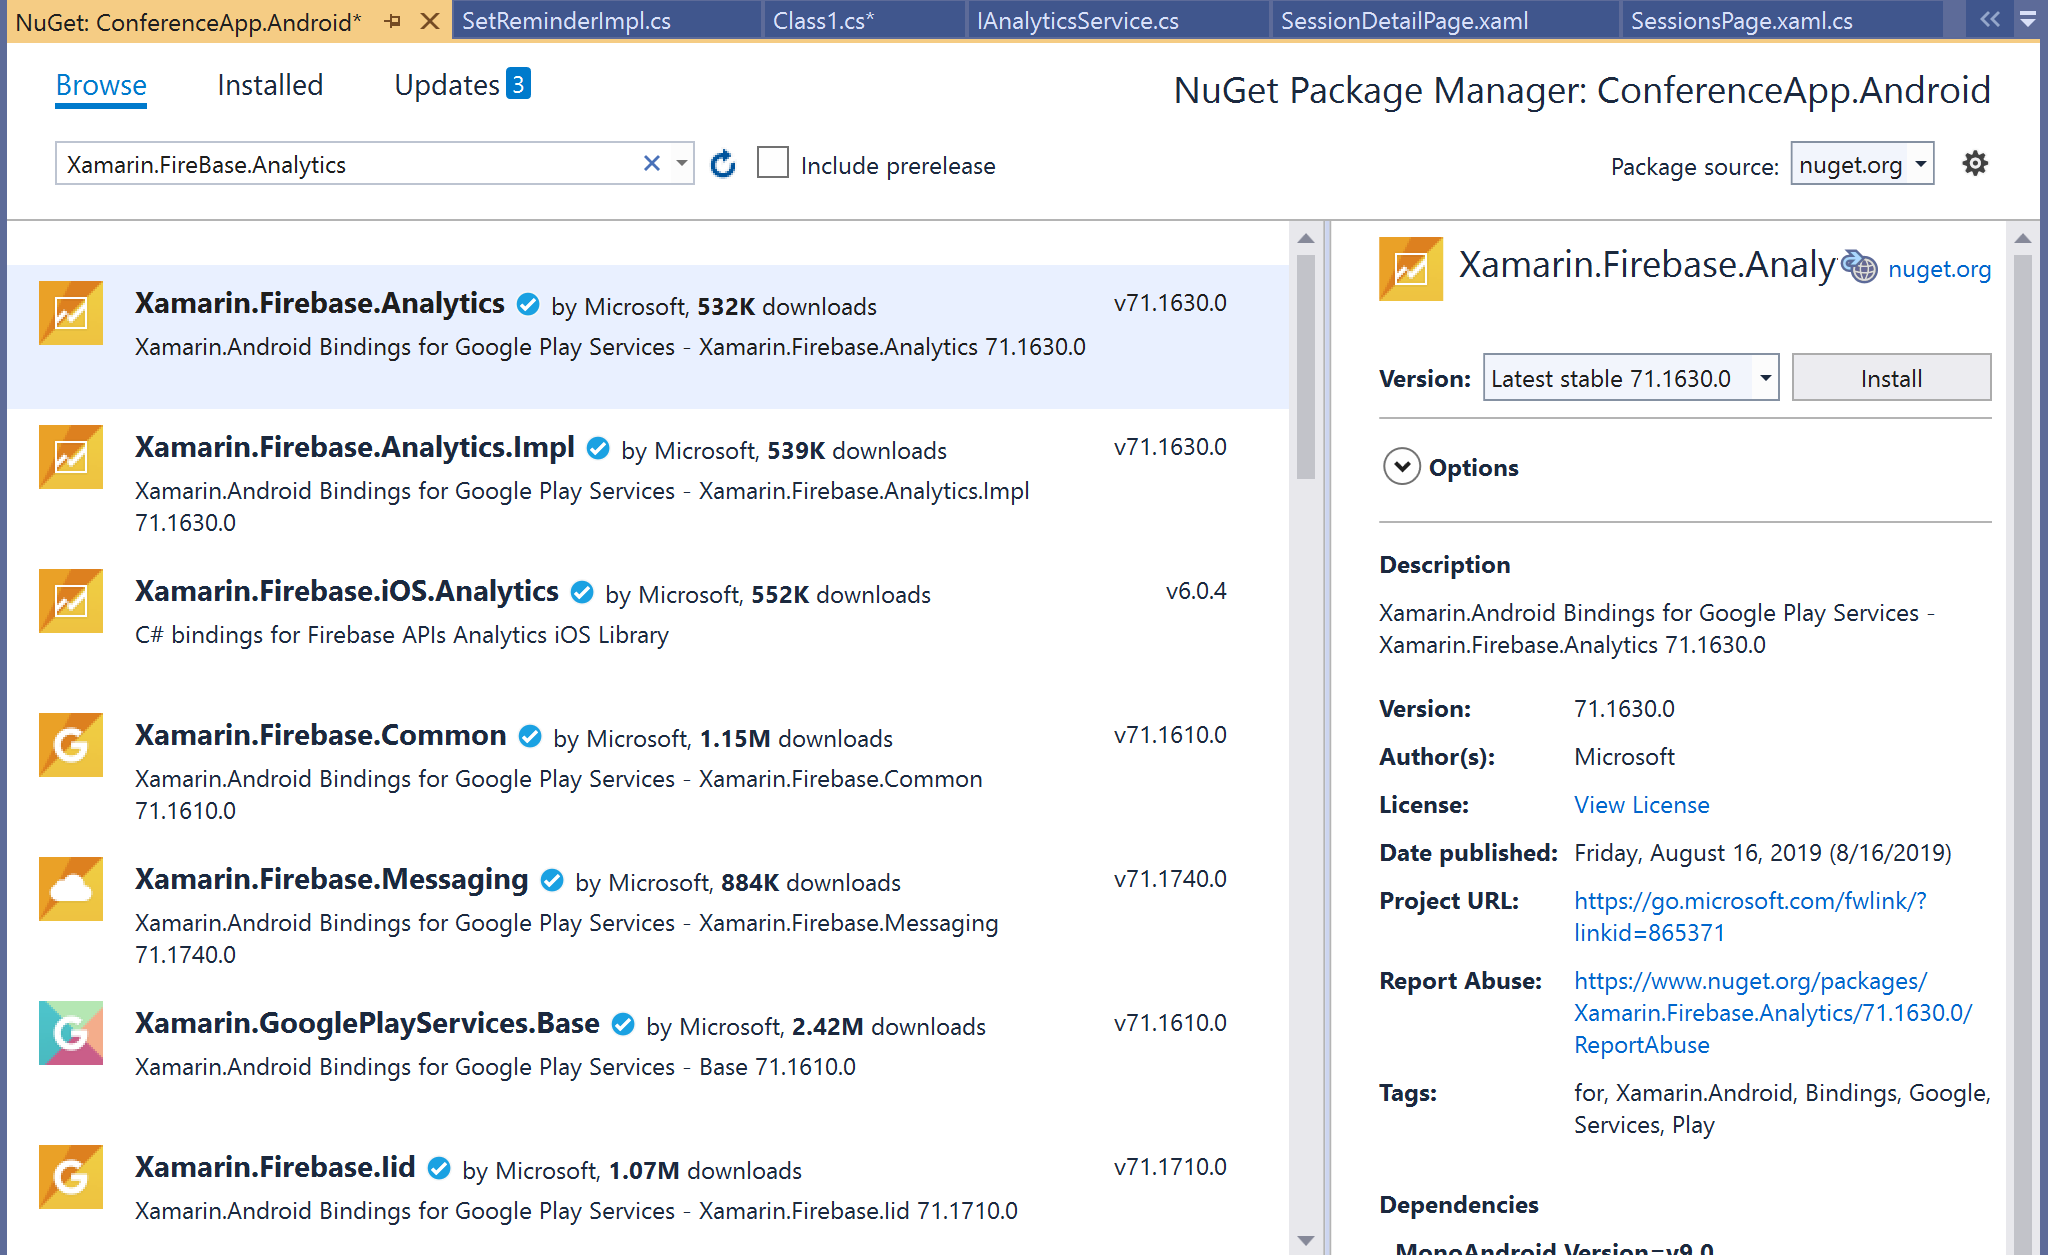 NuGet: ConferenceApp.Android*
SetReminderImpl.cs
Class1.cs*
IAnalyticsService.cs
SessionDetailPage.xaml
SessionsPage.xaml.cs
Browse
Installed
Updates 3
NuGet Package Manager: ConferenceApp.Android
Xamarin.FireBase.Analytics
Include prerelease
Package source: nuget.org
Xamarin.Firebase.Analytics by Microsoft, 532K downloads v71.1630.0
Xamarin.Android Bindings for Google Play Services - Xamarin.Firebase.Analytics 71.1630.0
Xamarin.Firebase.Analytics.Impl by Microsoft, 539K downloads v71.1630.0
Xamarin.Android Bindings for Google Play Services - Xamarin.Firebase.Analytics.Impl
71.1630.0
Xamarin.Firebase.iOS.Analytics by Microsoft, 552K downloads v6.0.4
C# bindings for Firebase APIs Analytics iOS Library
Xamarin.Firebase.Common by Microsoft, 1.15M downloads v71.1610.0
Xamarin.Android Bindings for Google Play Services - Xamarin.Firebase.Common
71.1610.0
Xamarin.Firebase.Messaging by Microsoft, 884K downloads v71.1740.0
Xamarin.Android Bindings for Google Play Services - Xamarin.Firebase.Messaging
71.1740.0
Xamarin.GooglePlayServices.Base by Microsoft, 2.42M downloads v71.1610.0
Xamarin.Android Bindings for Google Play Services - Base 71.1610.0
Xamarin.Firebase.Iid by Microsoft, 1.07M downloads v71.1710.0
Xamarin.Android Bindings for Google Play Services - Xamarin.Firebase.Iid 71.1710.0
Xamarin.Firebase.Analy nuget.org
Version: Latest stable 71.1630.0 Install
Options
Description
Xamarin.Android Bindings for Google Play Services -
Xamarin.Firebase.Analytics 71.1630.0
Version: 71.1630.0
Author(s): Microsoft
License: View License
Date published: Friday, August 16, 2019 (8/16/2019)
Project URL: https://go.microsoft.com/fwlink/?
linkid=865371
Report Abuse: https://www.nuget.org/packages/
Xamarin.Firebase.Analytics/71.1630.0/
ReportAbuse
Tags: for, Xamarin.Android, Bindings, Google,
Services, Play
Dependencies
MonoAndroid,Version=v9.0